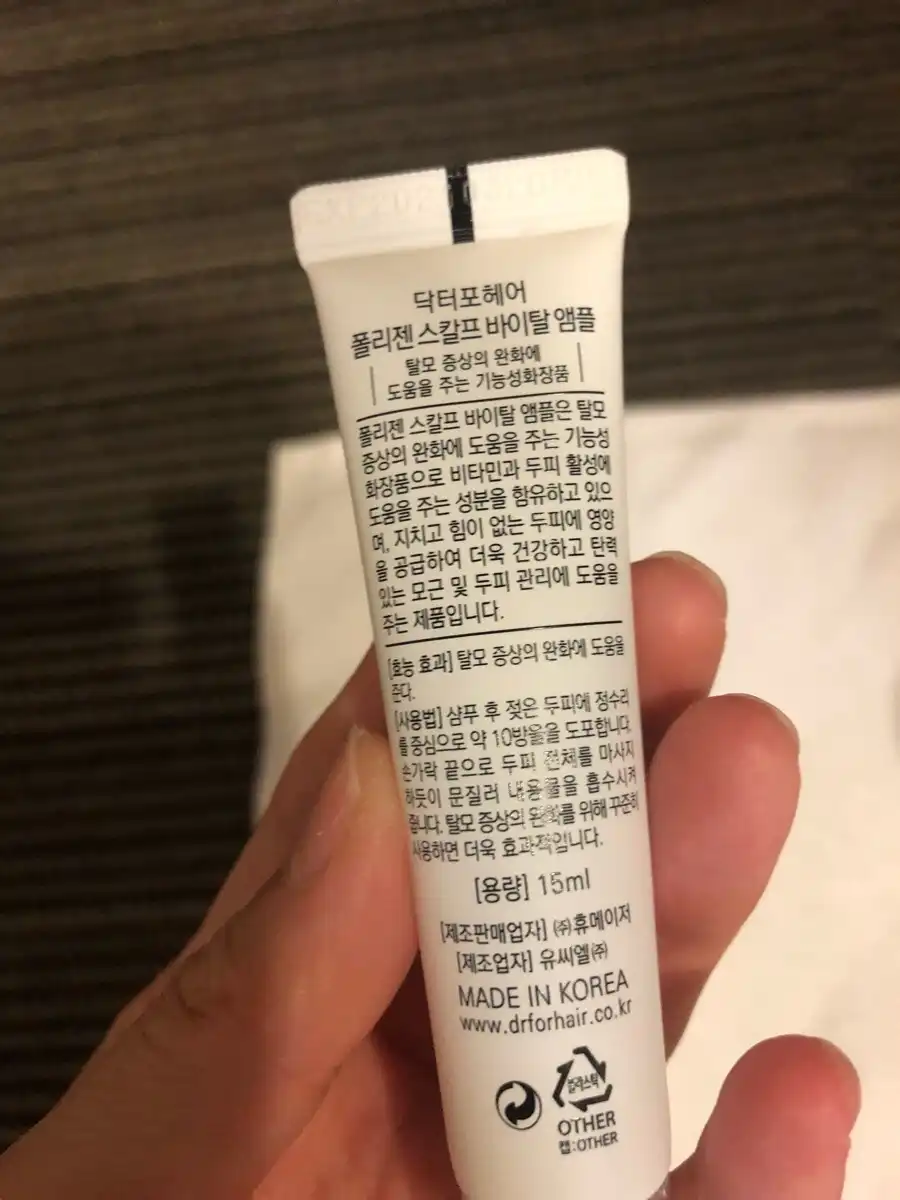 닥터포헤어
폴리젠 스칼프 바이탈 앰플
탈모 증상의 완화에
도움을 주는 기능성화장품
폴리젠 스칼프 바이탈 앰플은 탈모
증상의 완화에 도움을 주는 기능성
화장품으로 비타민과 두피 활성에
도움을 주는 성분을 함유하고 있으
며, 지치고 힘이 없는 두피에 영양
을 공급하여 더욱 건강하고 탄력
있는 모근 및 두피 관리에 도움을
주는 제품입니다.
[효능 효과] 탈모 증상의 완화에 도움을
준다.
[사용법] 샴푸 후 젖은 두피에 정수리
를 중심으로 약 10방울을 도포합니다.
손가락 끝으로 두피 전체를 마사지
하듯이 문질러 내용물을 흡수시켜
줍니다. 탈모 증상의 완화를 위해 꾸준히
사용하면 더욱 효과적입니다.
[용량] 15ml
[제조판매업자] ㈜휴메이저
[제조업자] 유씨엘㈜
MADE IN KOREA
www.drforhair.co.kr
플라스틱
OTHER
캡:OTHER